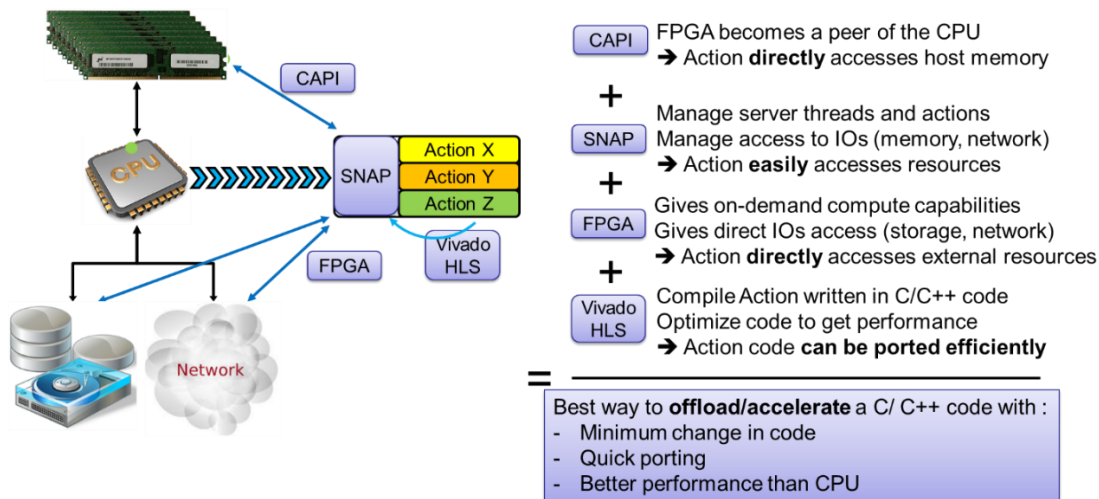 CAPI
CPU
SNAP
Action X
Action Y
Action Z
Vivado
HLS
FPGA
Network
CAPI
FPGA becomes a peer of the CPU
➔ Action directly accesses host memory
+
SNAP
Manage server threads and actions
Manage access to IOs (memory, network)
➔ Action easily accesses resources
+
FPGA
Gives on-demand compute capabilities
Gives direct IOs access (storage, network)
➔ Action directly accesses external resources
+
Vivado
HLS
Compile Action written in C/C++ code
Optimize code to get performance
➔ Action code can be ported efficiently
=
Best way to offload/accelerate a C/ C++ code with :
- Minimum change in code
- Quick porting
- Better performance than CPU